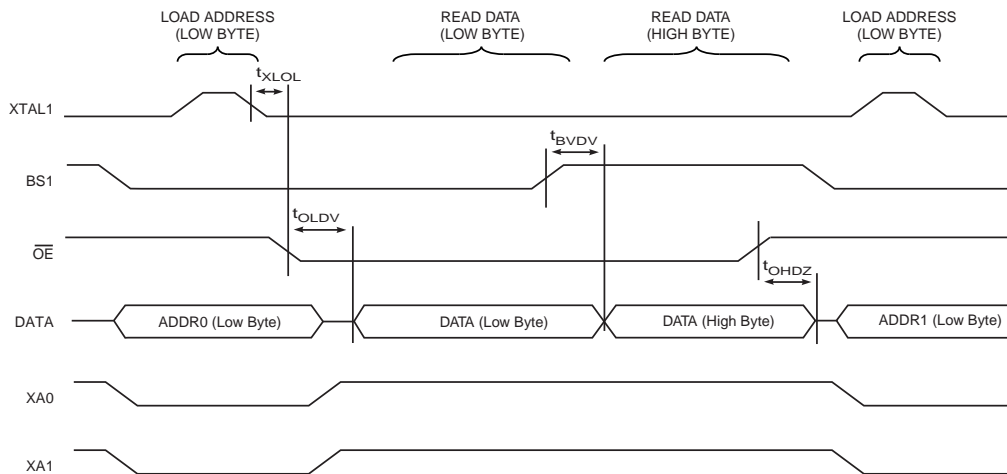 LOAD ADDRESS
(LOW BYTE)
READ DATA
(LOW BYTE)
READ DATA
(HIGH BYTE)
LOAD ADDRESS
(LOW BYTE)
tXLOL
XTAL1
tBVDV
BS1
tOLDV
OE
tOHDZ
DATA
ADDR0 (Low Byte)
DATA (Low Byte)
DATA (High Byte)
ADDR1 (Low Byte)
XA0
XA1